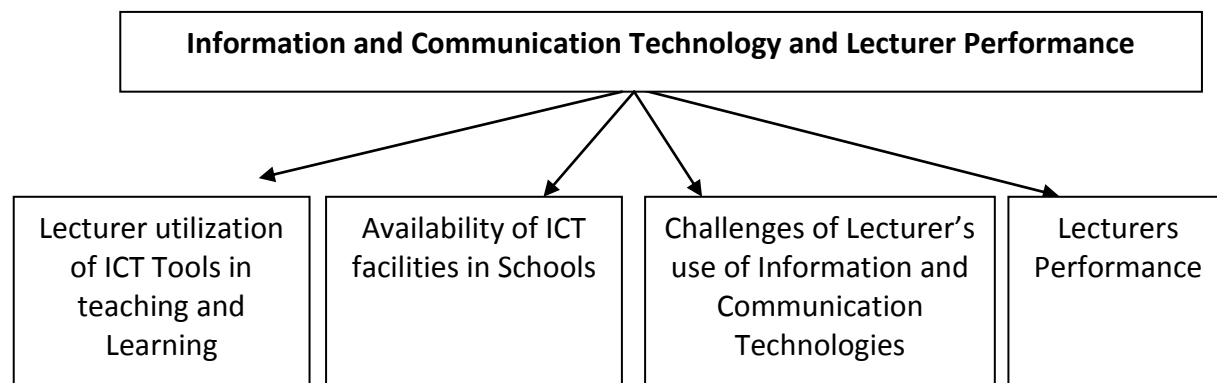 Information and Communication Technology and Lecturer Performance
Lecturer utilization
of ICT Tools in
teaching and
Learning
Availability of ICT
facilities in Schools
Challenges of Lecturer’s
use of Information and
Communication
Technologies
Lecturers
Performance